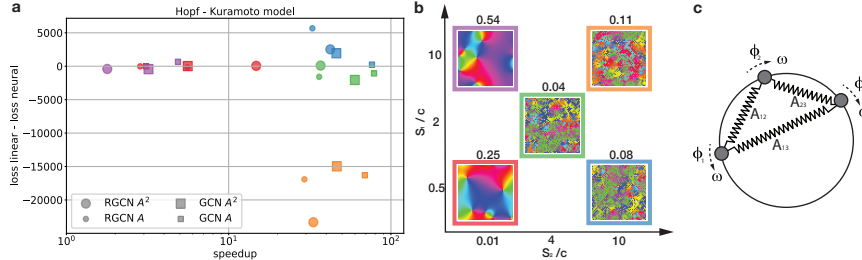 a
Hopf - Kuramoto model
loss linear - loss neural
5000
0
−5000
−10000
−15000
−20000
RGCN A²
GCN A²
RGCN A
GCN A
10⁰
10¹
10²
speedup
b
0.54
0.11
0.04
0.25
0.08
10
2
0.5
S₁ / c
0.01
4
10
S₂ /c
c
ϕ₂
ω
ϕ
ω
A₁₂
A₂₃
A₁₃
ϕ₁
ω